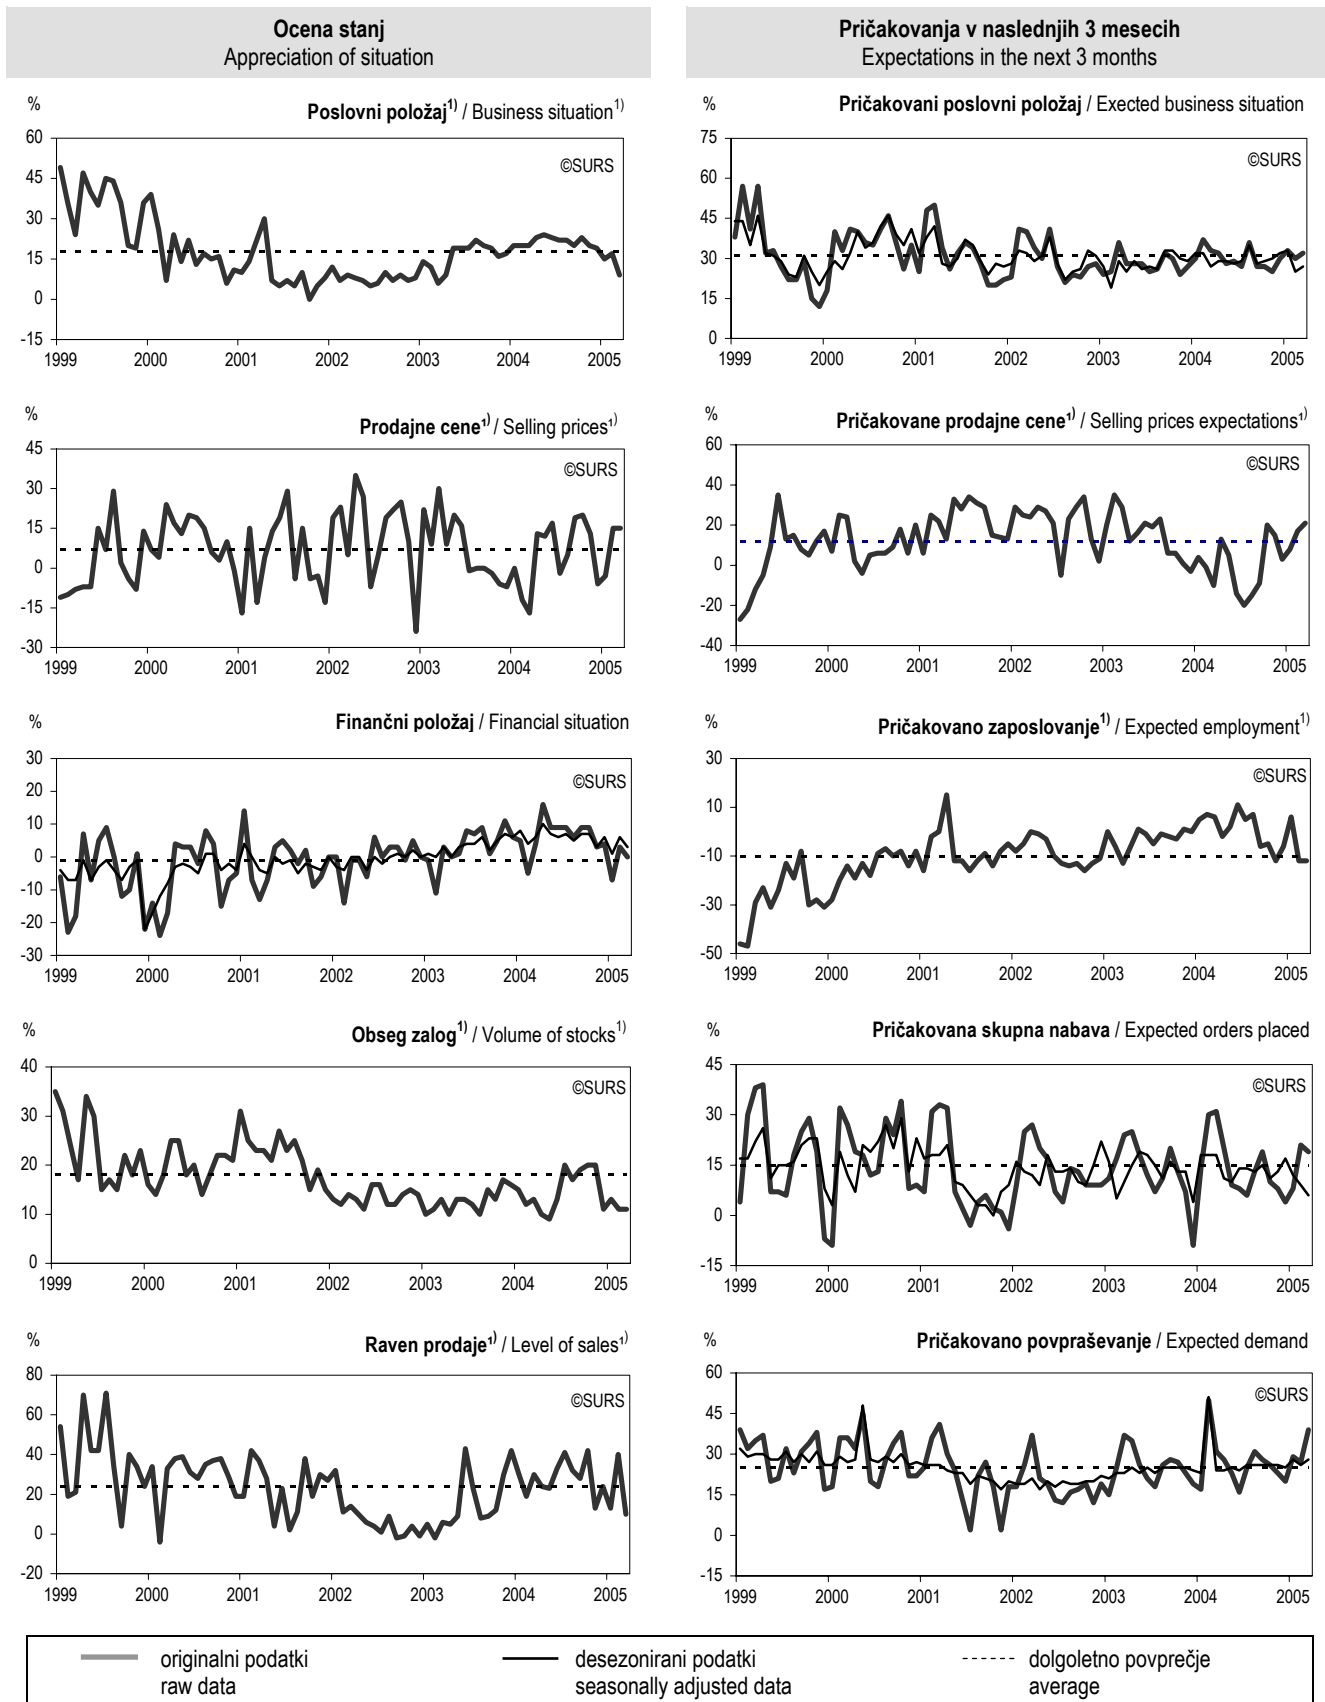 Ocena stanj
Appreciation of situation
%
Poslovni položaj¹⁾ / Business situation¹⁾
60
45
30
15
0
-15
©SURS
1999 2000 2001 2002 2003 2004 2005
%
Prodajne cene¹⁾ / Selling prices¹⁾
45
30
15
0
-15
-30
©SURS
1999 2000 2001 2002 2003 2004 2005
%
Finančni položaj / Financial situation
30
20
10
0
-10
-20
-30
©SURS
1999 2000 2001 2002 2003 2004 2005
%
Obseg zalog¹⁾ / Volume of stocks¹⁾
40
30
20
10
0
©SURS
1999 2000 2001 2002 2003 2004 2005
%
Raven prodaje¹⁾ / Level of sales¹⁾
80
60
40
20
0
-20
©SURS
1999 2000 2001 2002 2003 2004 2005
Pričakovanja v naslednjih 3 mesecih
Expectations in the next 3 months
%
Pričakovani poslovni položaj / Exected business situation
75
60
45
30
15
0
©SURS
1999 2000 2001 2002 2003 2004 2005
%
Pričakovane prodajne cene¹⁾ / Selling prices expectations¹⁾
60
40
20
0
-20
-40
©SURS
1999 2000 2001 2002 2003 2004 2005
%
Pričakovano zaposlovanje¹⁾ / Expected employment¹⁾
30
10
-10
-30
-50
©SURS
1999 2000 2001 2002 2003 2004 2005
%
Pričakovana skupna nabava / Expected orders placed
45
30
15
0
-15
©SURS
1999 2000 2001 2002 2003 2004 2005
%
Pričakovano povpraševanje / Expected demand
60
45
30
15
0
-15
©SURS
1999 2000 2001 2002 2003 2004 2005
originalni podatki
raw data
desezonirani podatki
seasonally adjusted data
dolgoletno povprečje
average